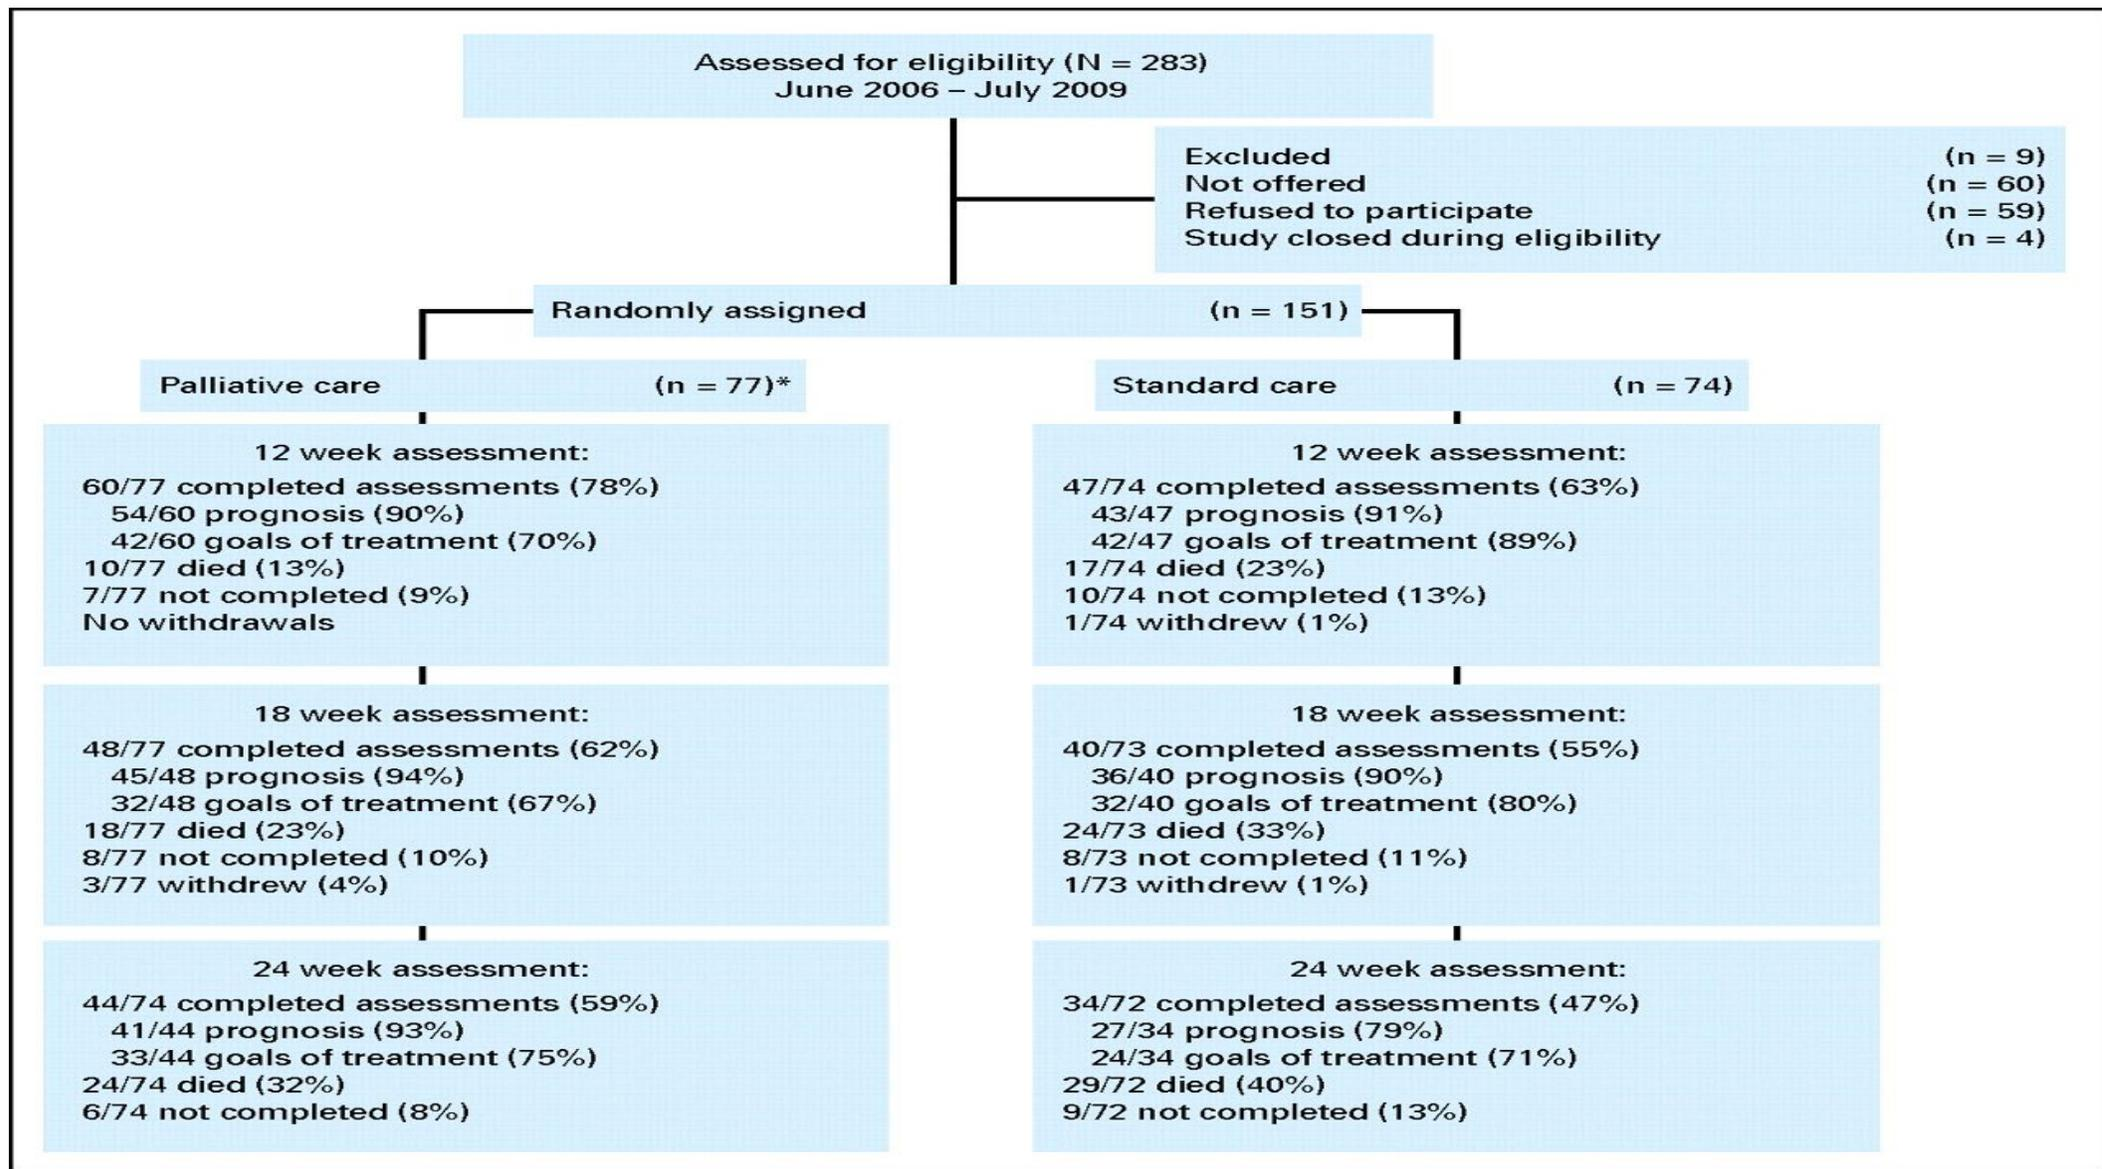 Assessed for eligibility (N = 283)
June 2006 – July 2009
Excluded (n = 9)
Not offered (n = 60)
Refused to participate (n = 59)
Study closed during eligibility (n = 4)
Randomly assigned (n = 151)
Palliative care (n = 77)*
Standard care (n = 74)
12 week assessment:
60/77 completed assessments (78%)
54/60 prognosis (90%)
42/60 goals of treatment (70%)
10/77 died (13%)
7/77 not completed (9%)
No withdrawals
12 week assessment:
47/74 completed assessments (63%)
43/47 prognosis (91%)
42/47 goals of treatment (89%)
17/74 died (23%)
10/74 not completed (13%)
1/74 withdrew (1%)
18 week assessment:
48/77 completed assessments (62%)
45/48 prognosis (94%)
32/48 goals of treatment (67%)
18/77 died (23%)
8/77 not completed (10%)
3/77 withdrew (4%)
18 week assessment:
40/73 completed assessments (55%)
36/40 prognosis (90%)
32/40 goals of treatment (80%)
24/73 died (33%)
8/73 not completed (11%)
1/73 withdrew (1%)
24 week assessment:
44/74 completed assessments (59%)
41/44 prognosis (93%)
33/44 goals of treatment (75%)
24/74 died (32%)
6/74 not completed (8%)
24 week assessment:
34/72 completed assessments (47%)
27/34 prognosis (79%)
24/34 goals of treatment (71%)
29/72 died (40%)
9/72 not completed (13%)